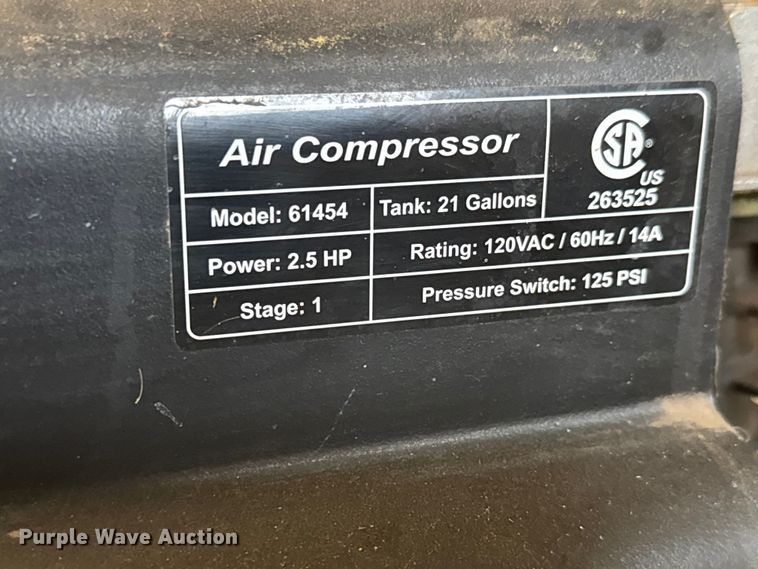 Air Compressor
CSA®
US
263525
Model: 61454
Tank: 21 Gallons
Power: 2.5 HP
Rating: 120VAC / 60Hz / 14A
Stage: 1
Pressure Switch: 125 PSI
Purple Wave Auction